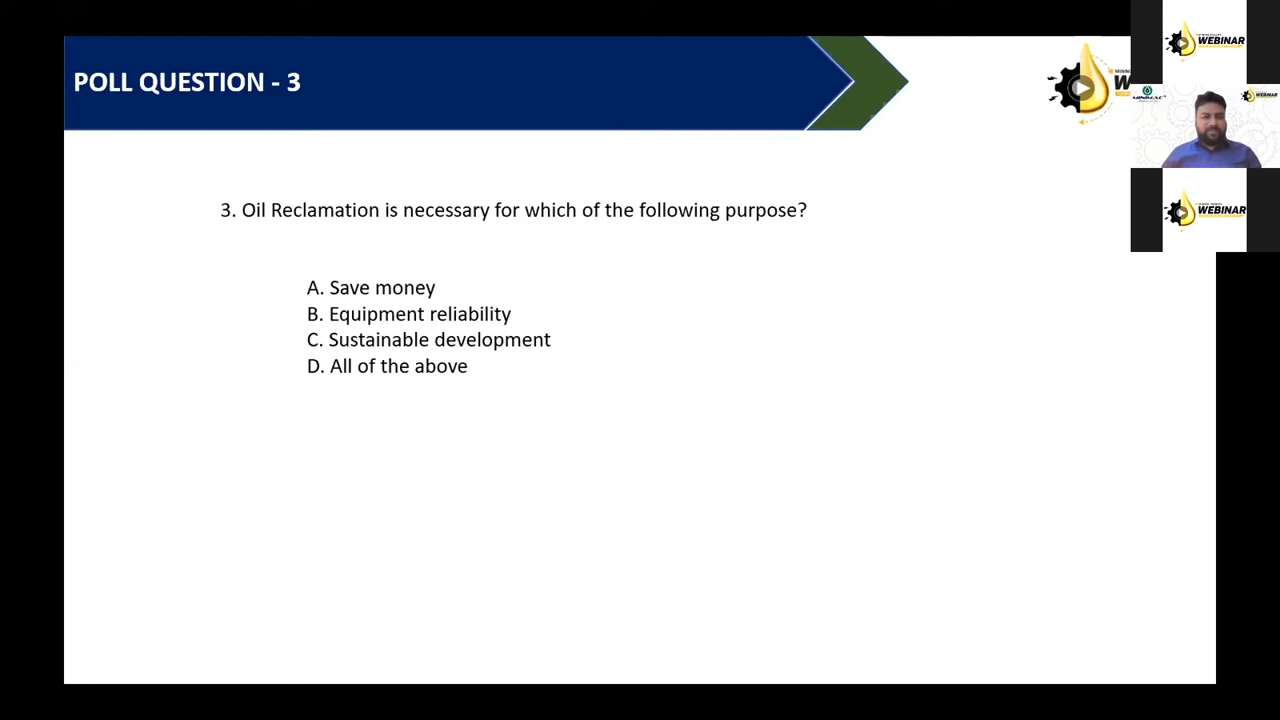 POLL QUESTION - 3
WEBINAR
WEBINAR
WEBINAR
3. Oil Reclamation is necessary for which of the following purpose?
A. Save money
B. Equipment reliability
C. Sustainable development
D. All of the above